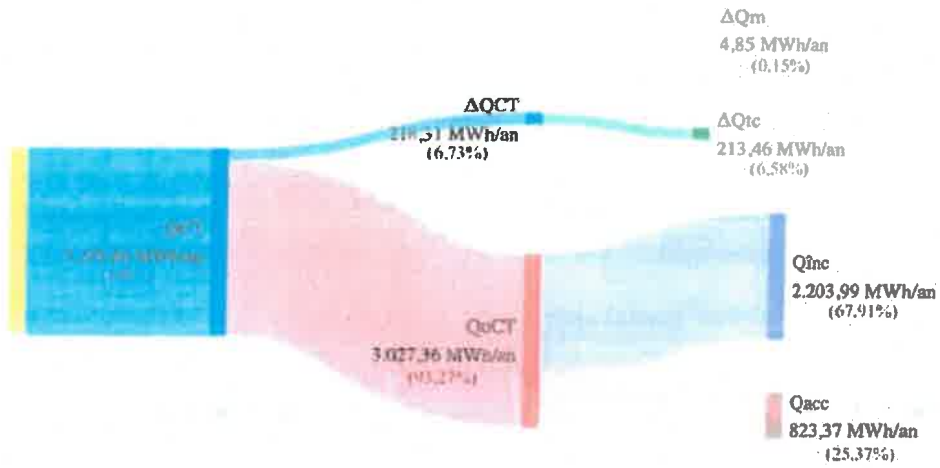 ΔQm
4,85 MWh/an
(0,15%)
ΔQCT
218,31 MWh/an
(6,73%)
ΔQtc
213,46 MWh/an
(6,58%)
QuCT
3.027,36 MWh/an
(93,27%)
Qînc
2.203,99 MWh/an
(67,91%)
Qacc
823,37 MWh/an
(25,37%)